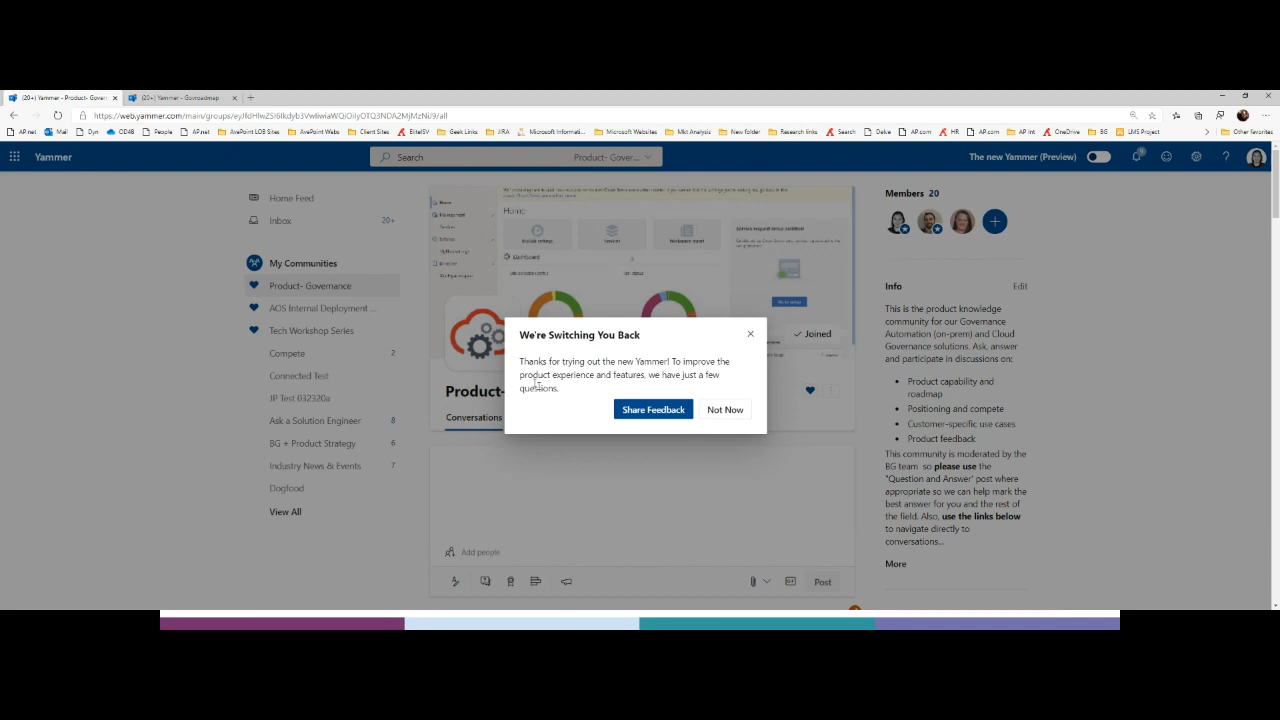 (20+) Yammer - Product- Govern
(20+) Yammer - Govroadmap
AP.net
Mail
Dyn
OD4B
People
AP.net
AvePoint LOB Sites
AvePoint Webs
Client Sites
EliteSV
Geek Links
JIRA
Microsoft Informati...
Microsoft Websites
Mkt Analysis
New folder
Research links
Search
Delve
AP.com
HR
AP.com
AP Int
OneDrive
BG
LMS Project
Other favorites
Yammer
Search
Product- Gover...
The new Yammer (Preview)
Home Feed
Inbox 20+
My Communities
Product- Governance
AOS Internal Deployment ...
Tech Workshop Series
Compete 2
Connected Test
JP Test 032320a
Ask a Solution Engineer 8
BG + Product Strategy 6
Industry News & Events 7
Dogfood
View All
Home
Home
Dashboard
Joined
Product-
Conversations
We're Switching You Back
Thanks for trying out the new Yammer! To improve the
product experience and features, we have just a few
questions.
Share Feedback
Not Now
Add people
Post
Members 20
Info Edit
This is the product knowledge
community for our Governance
Automation (on-prem) and Cloud
Governance solutions. Ask, answer
and participate in discussions on:
• Product capability and
roadmap
• Positioning and compete
• Customer-specific use cases
• Product feedback
This community is moderated by the
BG team so please use the
"Question and Answer' post where
appropriate so we can help mark the
best answer for you and the rest of
the field. Also, use the links below
to navigate directly to
conversations...
More